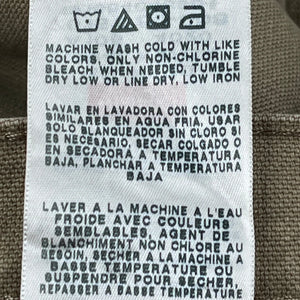 MACHINE WASH COLD WITH LIKE
COLORS, ONLY NON-CHLORINE
BLEACH WHEN NEEDED, TUMBLE
DRY LOW OR LINE DRY, LOW IRON
LAVAR EN LAVADORA CON COLORES
SIMILARES EN AGUA FRIA, USAR
SOLO BLANQUEADOR SIN CLORO SI
ES NECESARIO, SECAR COLGADO O
EN SECADORA A TEMPERATURA
BAJA, PLANCHAR A TEMPERATURA
BAJA
LAVER A LA MACHINE A L'EAU
FROIDE AVEC COULEURS
SEMBLABLES, AGENT DE
BLANCHIMENT NON CHLORE AU
BESOIN, SECHER A LA MACHINE A
BASSE TEMPERATURE OU
SUSPENDRE POUR SECHER,
REPASSER A BASSE TEMPERATURE